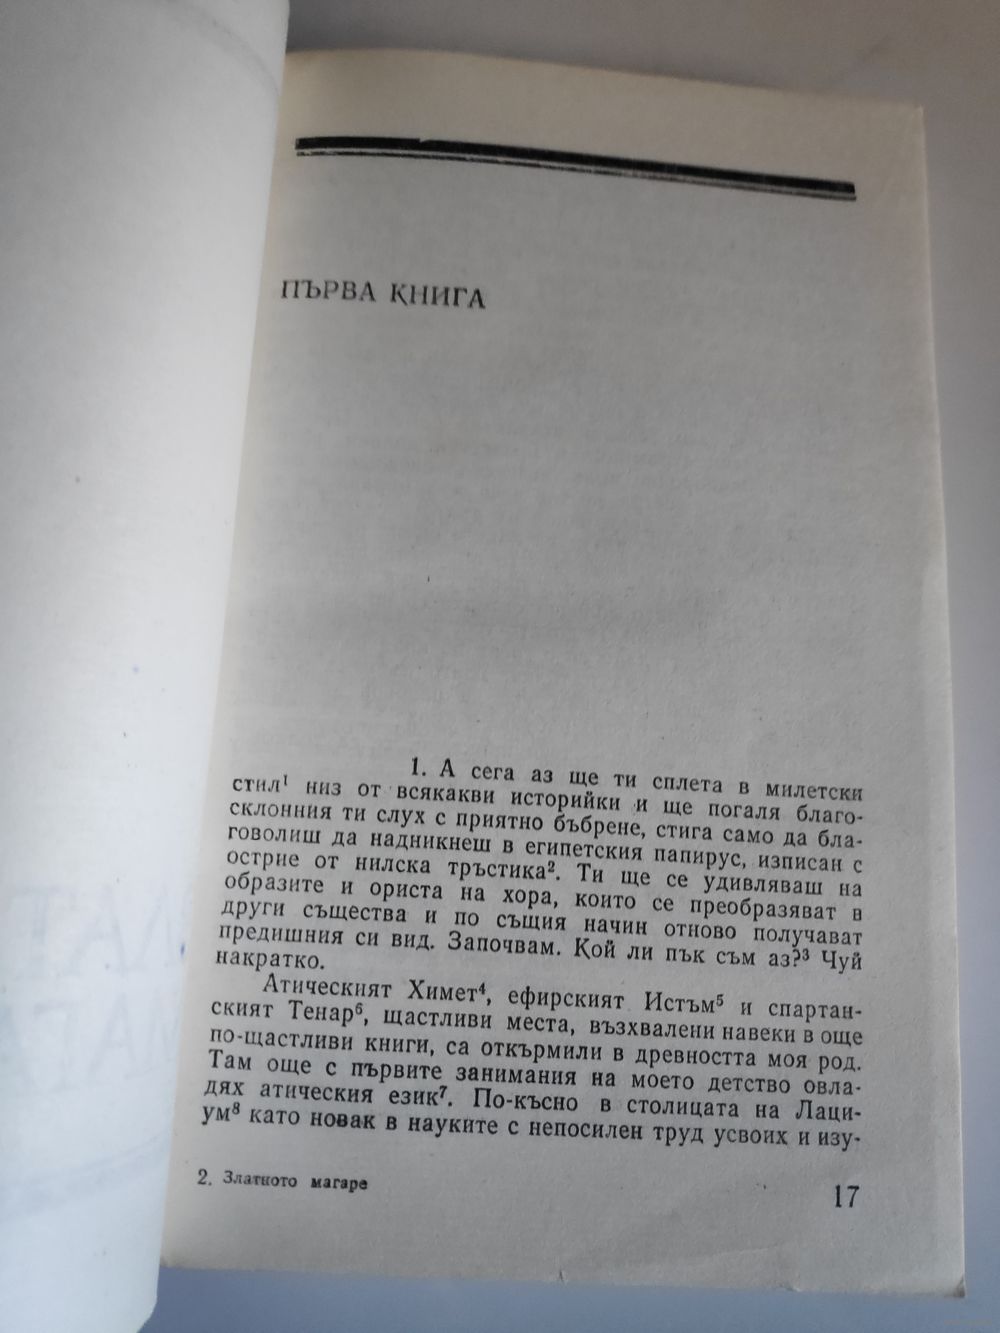 ПЪРВА КНИГА
1. А сега аз ще ти сплета в милетски
стил¹ низ от всякакви историйки и ще погаля благо-
склонния ти слух с приятно бъбрене, стига само да бла-
говолиш да надникнеш в египетския папирус, изписан с
острие от нилска тръстика². Ти ще се удивляваш на
образите и ориста на хора, които се преобразяват в
други същества и по същия начин отново получават
предишния си вид. Започвам. Кой ли пък съм аз?³ Чуй
накратко.
Атическият Химет⁴, ефирският Истъм⁵ и спартан-
ският Тенар⁶, щастливи места, възхвалени навеки в още
по-щастливи книги, са откърмили в древността моя род.
Там още с първите занимания на моето детство овла-
дях атическия език⁷. По-късно в столицата на Лаци-
ум⁸ като новак в науките с непосилен труд усвоих и изу-
2. Златното магаре
17